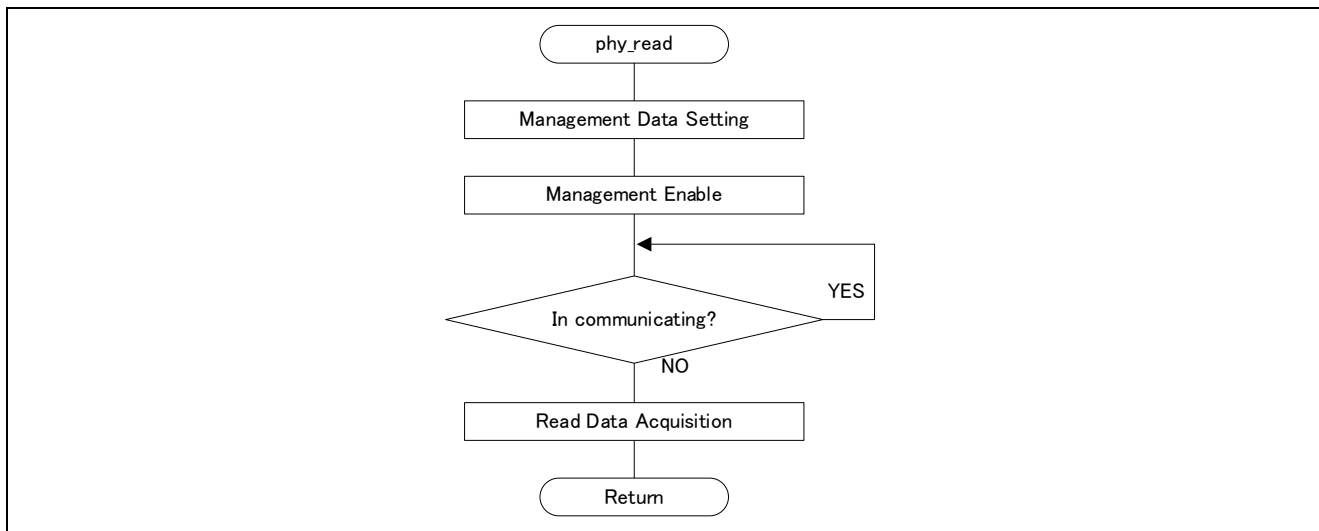 phy_read
Management Data Setting
Management Enable
YES
In communicating?
NO
Read Data Acquisition
Return